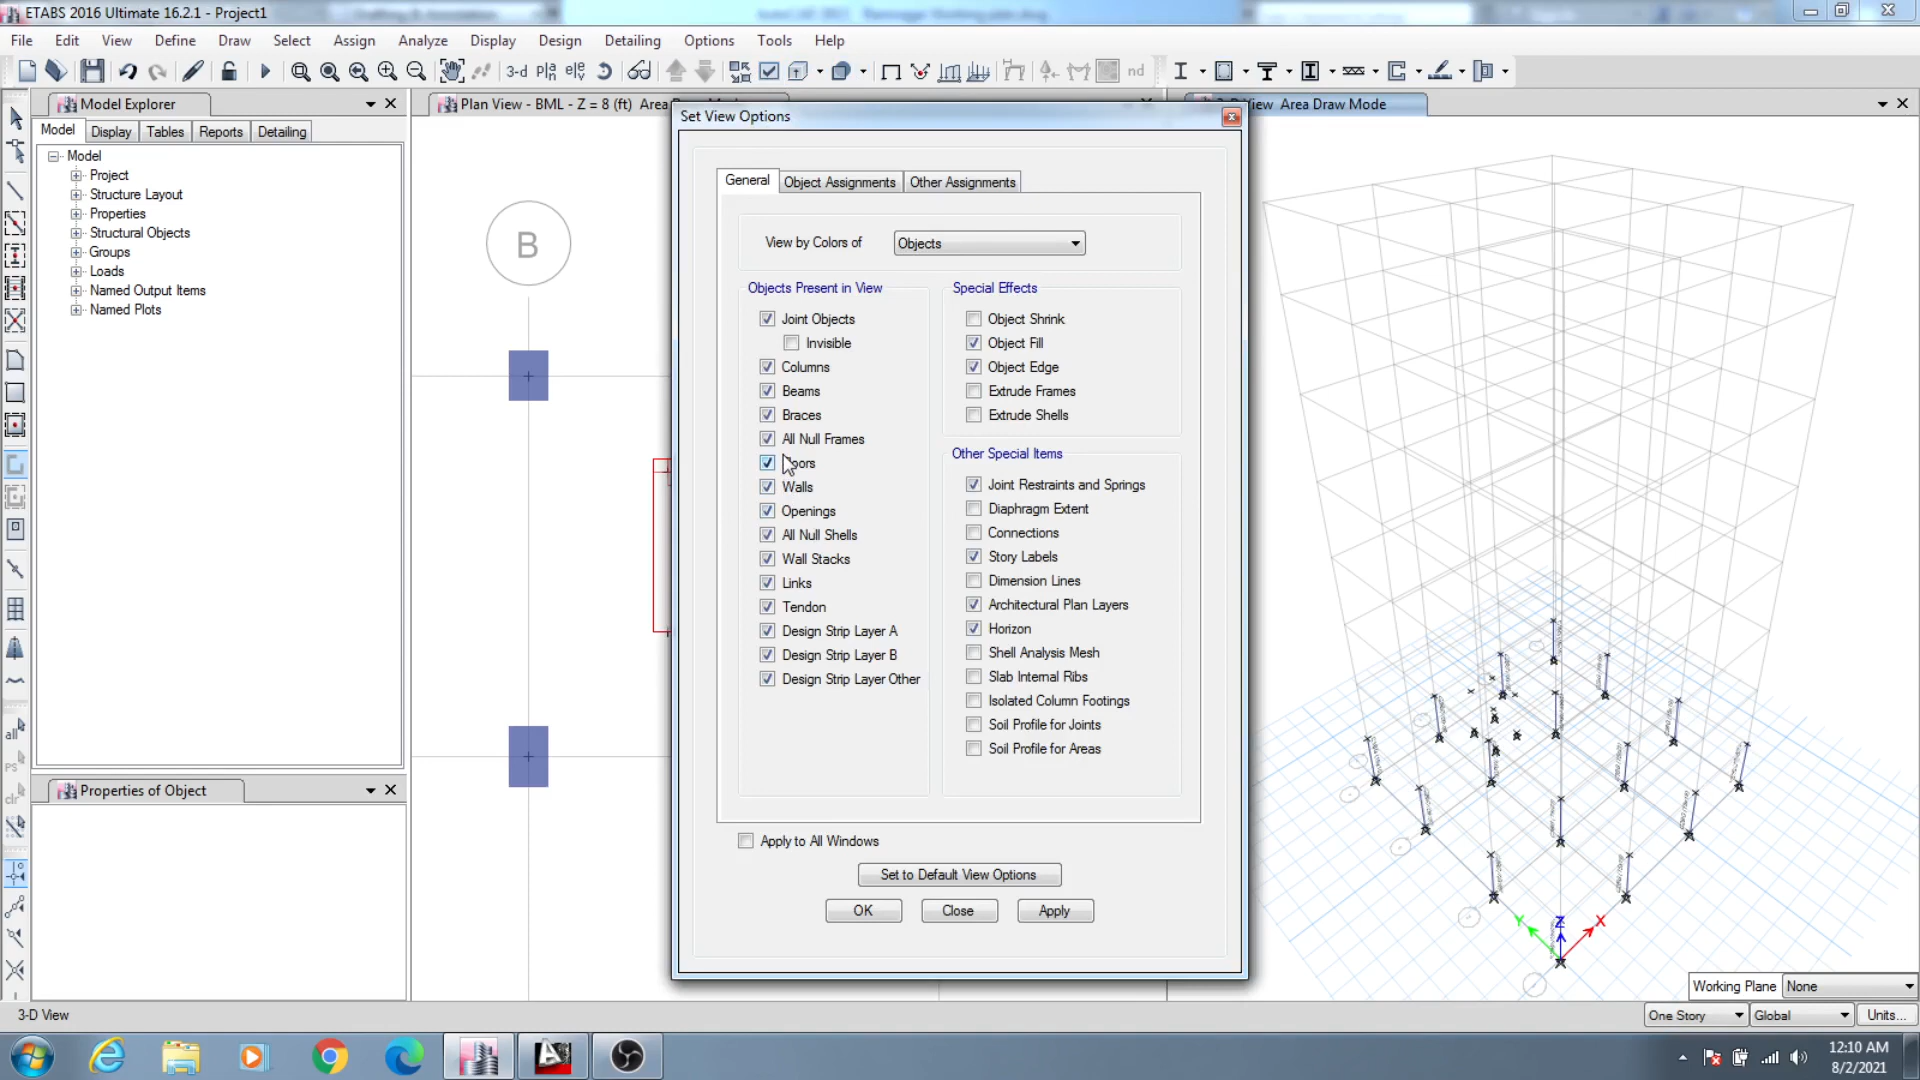 ETABS 2016 Ultimate 16.2.1 - Project1
File Edit View Define Draw Select Assign Analyze Display Design Detailing Options Tools Help
3-d nd
Model Explorer
Plan View - BML - Z = 8 (ft) Area
View Area Draw Mode
Model Display Tables Reports Detailing
Model
Project
Structure Layout
Properties
Structural Objects
Groups
Loads
Named Output Items
Named Plots
Properties of Object
all
ps
clr
B
Set View Options
General Object Assignments Other Assignments
View by Colors of Objects
Objects Present in View
Joint Objects
Invisible
Columns
Beams
Braces
All Null Frames
oors
Walls
Openings
All Null Shells
Wall Stacks
Links
Tendon
Design Strip Layer A
Design Strip Layer B
Design Strip Layer Other
Special Effects
Object Shrink
Object Fill
Object Edge
Extrude Frames
Extrude Shells
Other Special Items
Joint Restraints and Springs
Diaphragm Extent
Connections
Story Labels
Dimension Lines
Architectural Plan Layers
Horizon
Shell Analysis Mesh
Slab Internal Ribs
Isolated Column Footings
Soil Profile for Joints
Soil Profile for Areas
Apply to All Windows
Set to Default View Options
OK Close Apply
Y Z X
Working Plane None
3-D View
One Story Global Units...
12:10 AM
8/2/2021